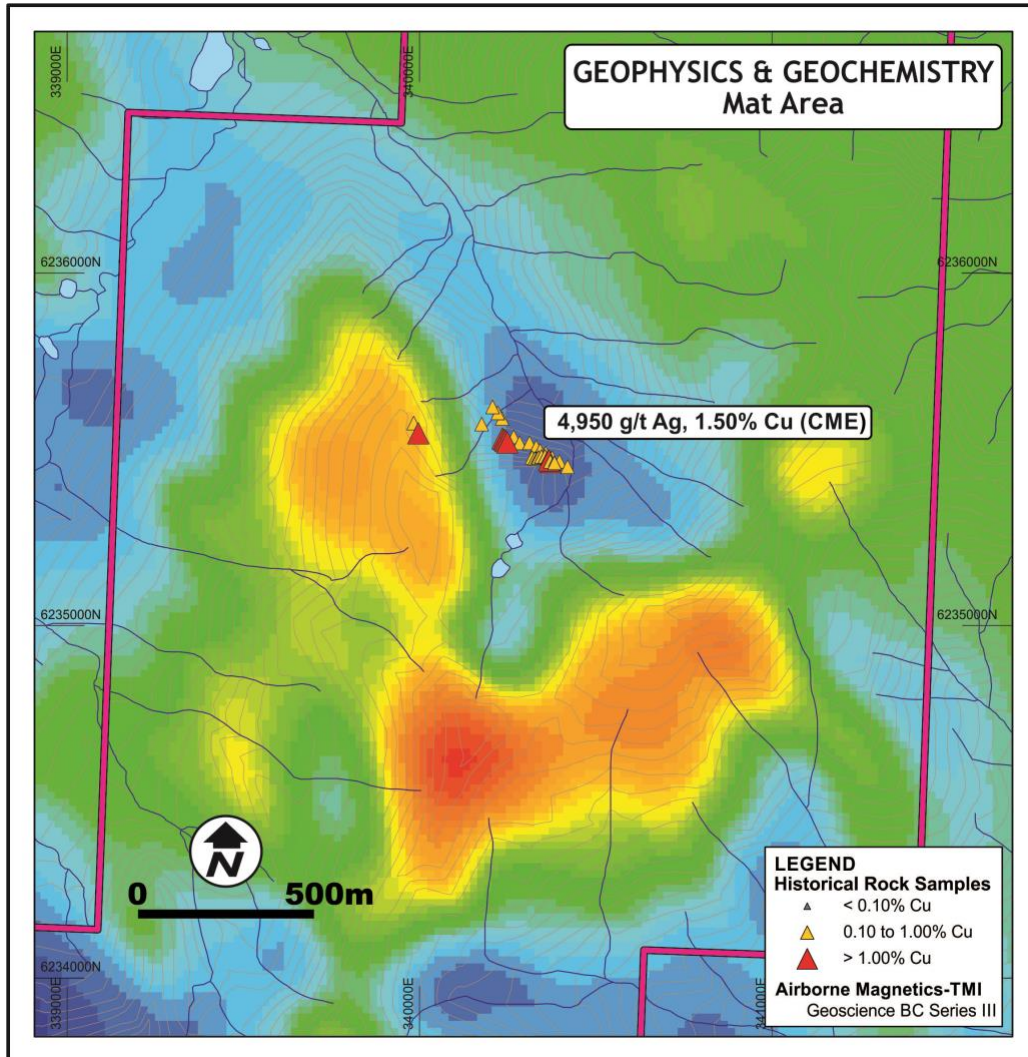 GEOPHYSICS & GEOCHEMISTRY
Mat Area
339000E
340000E
6236000N
6236000N
4,950 g/t Ag, 1.50% Cu (CME)
6235000N
6235000N
N
0 500m
6234000N
339000E
340000E
341000E
LEGEND
Historical Rock Samples
< 0.10% Cu
0.10 to 1.00% Cu
> 1.00% Cu
Airborne Magnetics-TMI
Geoscience BC Series III